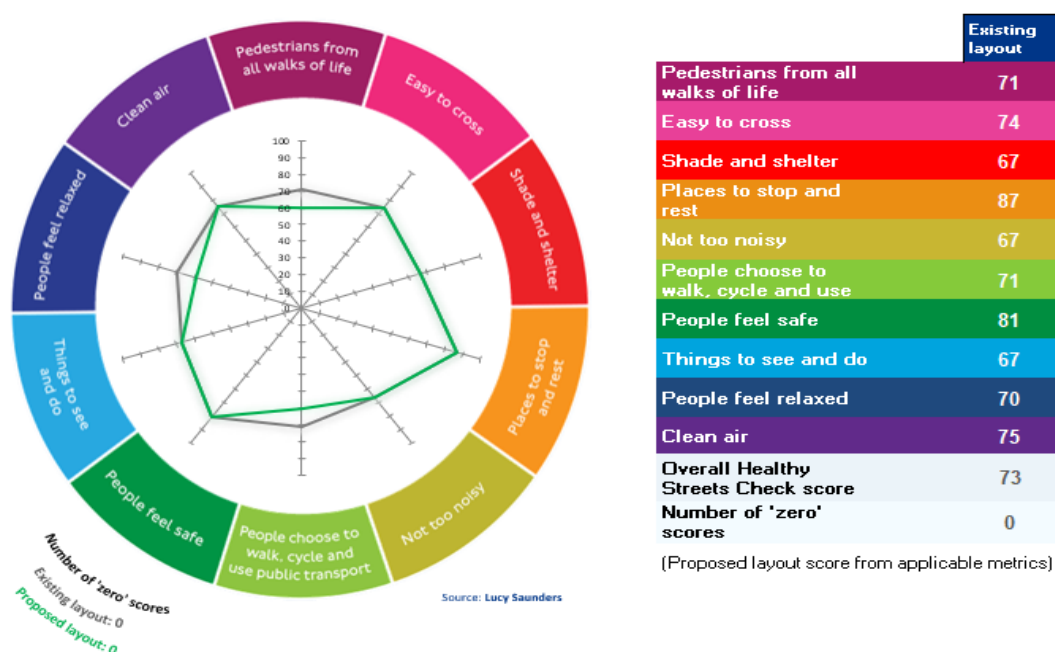 Pedestrians from
all walks of life
Easy to cross
Shade and shelter
Places to stop
and rest
Not too noisy
People choose to
walk, cycle and
use public transport
People feel safe
Things to see
and do
People feel relaxed
Clean air
100
90
80
70
60
50
40
30
20
10
0
Number of 'zero' scores
Existing layout: 0
Proposed layout: 0
Source: Lucy Saunders
Existing
layout
Pedestrians from all
walks of life
71
Easy to cross 74
Shade and shelter 67
Places to stop and
rest
87
Not too noisy 67
People choose to
walk, cycle and use
71
People feel safe 81
Things to see and do 67
People feel relaxed 70
Clean air 75
Overall Healthy
Streets Check score
73
Number of 'zero'
scores
0
(Proposed layout score from applicable metrics)